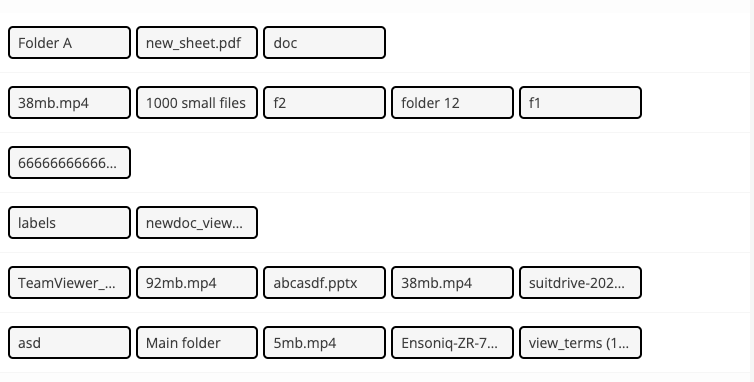 Folder A new_sheet.pdf doc
38mb.mp4 1000 small files f2 folder 12 f1
66666666666...
labels newdoc_view...
TeamViewer_... 92mb.mp4 abcasdf.pptx 38mb.mp4 suitdrive-202...
asd Main folder 5mb.mp4 Ensoniq-ZR-7... view_terms (1...